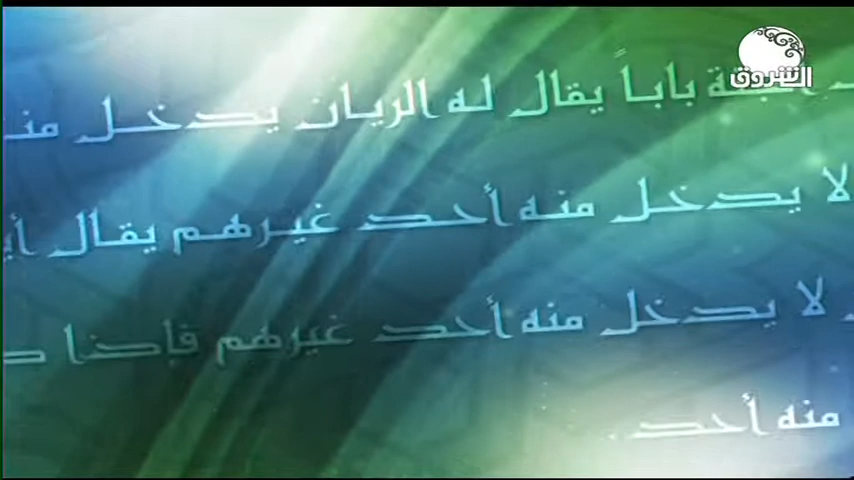 الشروق
باباً يقال له الريان يدخل
لا يدخل منه أحد غيرهم يقال
لا يدخل منه أحد غيرهم فإذا
منه أحد.